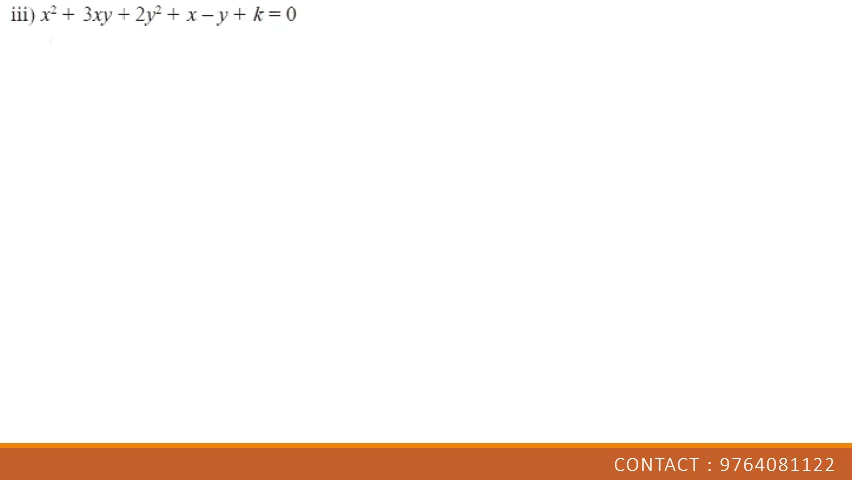 iii) x² + 3xy + 2y² + x – y + k = 0
CONTACT : 9764081122